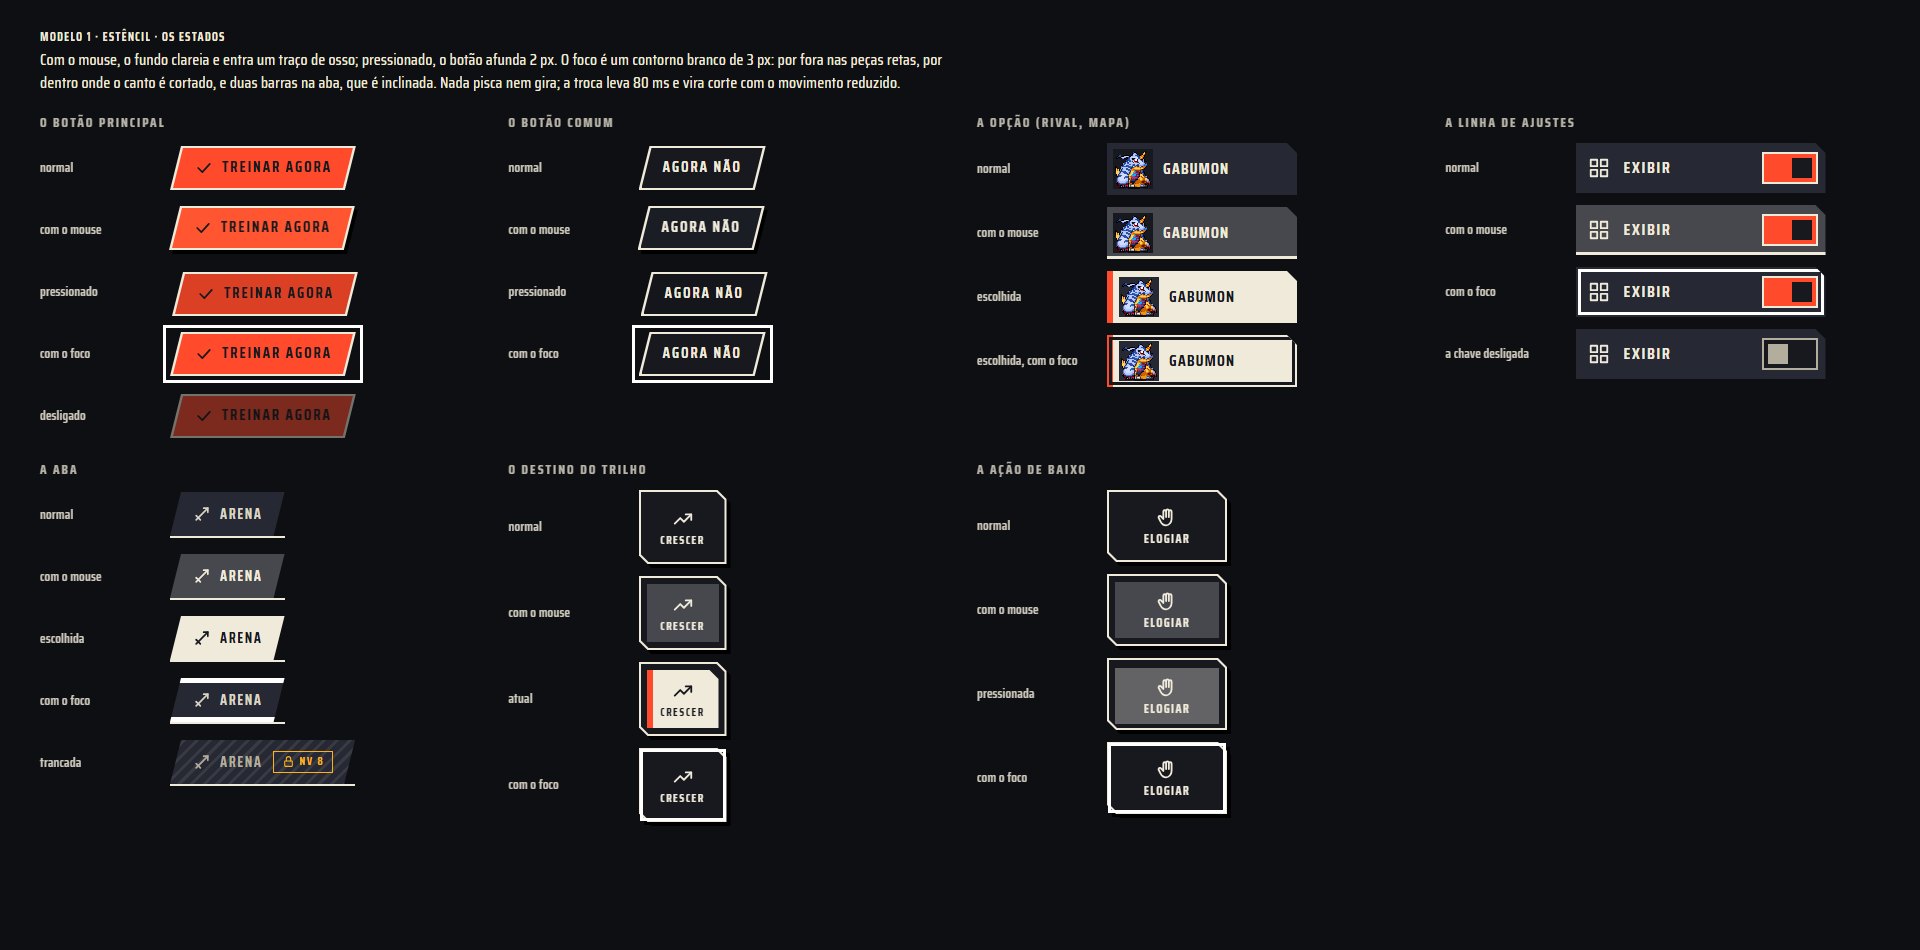 MODELO 1 · ESTÊNCIL · OS ESTADOS
Com o mouse, o fundo clareia e entra um traço de osso; pressionado, o botão afunda 2 px. O foco é um contorno branco de 3 px: por fora nas peças retas, por
dentro onde o canto é cortado, e duas barras na aba, que é inclinada. Nada pisca nem gira; a troca leva 80 ms e vira corte com o movimento reduzido.
O BOTÃO PRINCIPAL
normal
TREINAR AGORA
com o mouse
TREINAR AGORA
pressionado
TREINAR AGORA
com o foco
TREINAR AGORA
desligado
TREINAR AGORA
O BOTÃO COMUM
normal
AGORA NÃO
com o mouse
AGORA NÃO
pressionado
AGORA NÃO
com o foco
AGORA NÃO
A OPÇÃO (RIVAL, MAPA)
normal
GABUMON
com o mouse
GABUMON
escolhida
GABUMON
escolhida, com o foco
GABUMON
A LINHA DE AJUSTES
normal
EXIBIR
com o mouse
EXIBIR
com o foco
EXIBIR
a chave desligada
EXIBIR
A ABA
normal
ARENA
com o mouse
ARENA
escolhida
ARENA
com o foco
ARENA
trancada
ARENA NV 8
O DESTINO DO TRILHO
normal
CRESCER
com o mouse
CRESCER
atual
CRESCER
com o foco
CRESCER
A AÇÃO DE BAIXO
normal
ELOGIAR
com o mouse
ELOGIAR
pressionada
ELOGIAR
com o foco
ELOGIAR